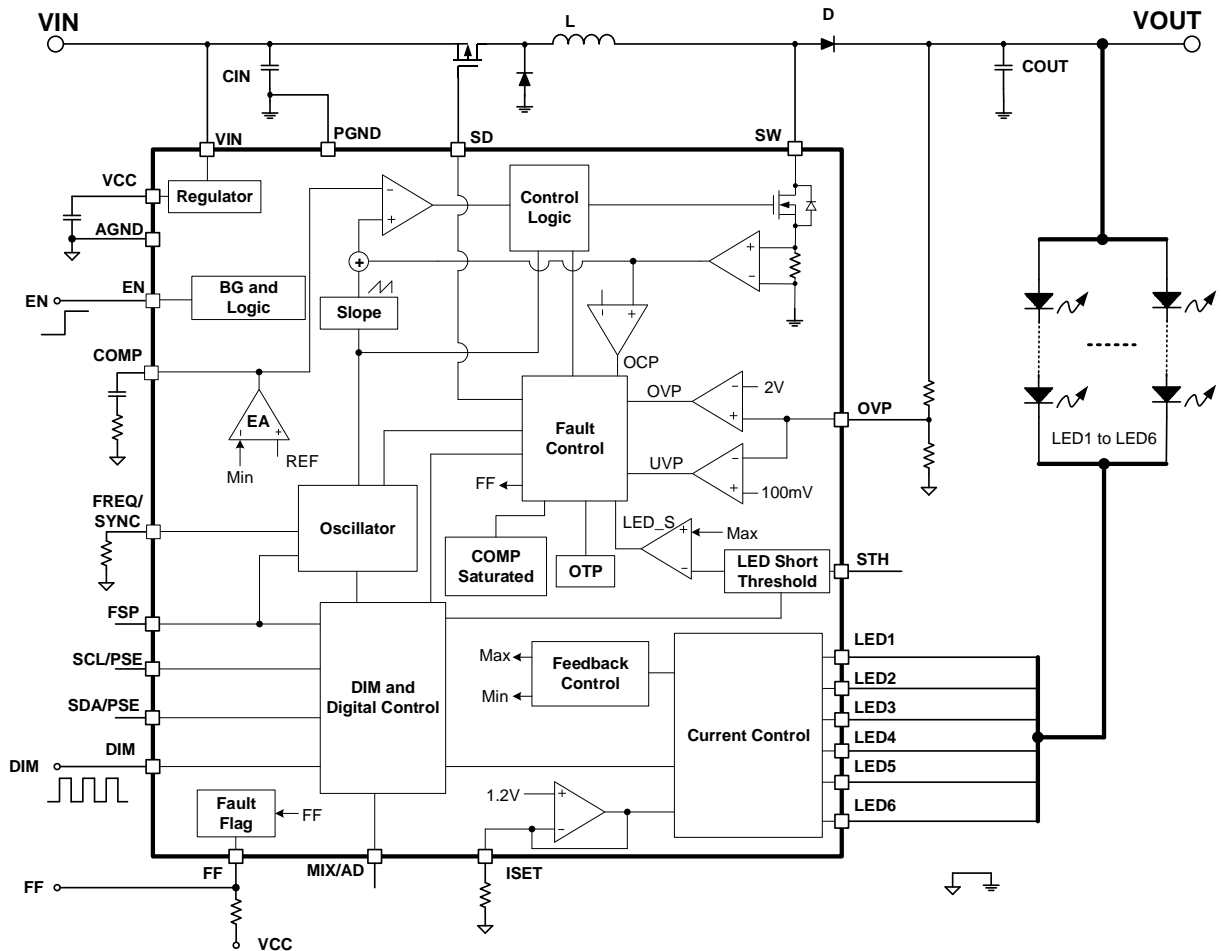 VIN
L
D
VOUT
CIN
COUT
VIN
PGND
SD
SW
VCC
Regulator
Control
Logic
AGND
EN
EN
BG and
Logic
Slope
COMP
OCP
OVP
2V
OVP
EA
Min
REF
Fault
Control
UVP
100mV
FF
LED1 to LED6
FREQ/
SYNC
Oscillator
LED_S
Max
COMP
Saturated
OTP
LED Short
Threshold
STH
FSP
SCL/PSE
SDA/PSE
DIM
DIM
DIM and
Digital Control
Max
Min
Feedback
Control
Current Control
LED1
LED2
LED3
LED4
LED5
LED6
1.2V
Fault
Flag
FF
FF
MIX/AD
ISET
FF
VCC